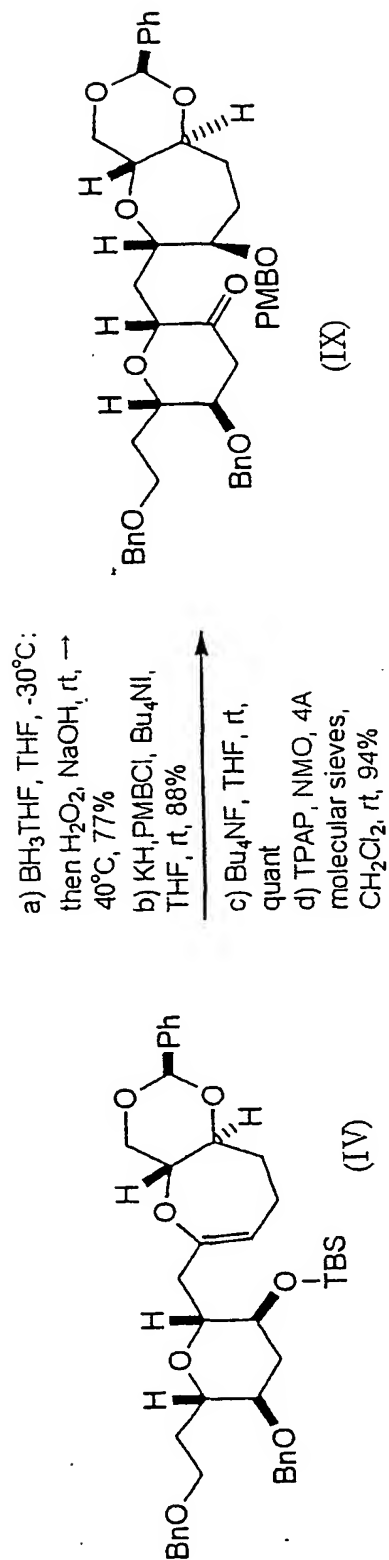 BnO
H
O
H
O
H
O
Ph
O
H
BnO
O
TBS
(IV)
a) BH3THF, THF, -30°C:
then H2O2, NaOH, rt, →
40°C, 77%
b) KH, PMBCl, Bu4NI,
THF, rt, 88%
c) Bu4NF, THF, rt,
quant
d) TPAP, NMO, 4A
molecular sieves,
CH2Cl2, rt, 94%
BnO
H
O
H
H
O
H
O
Ph
O
H
BnO
O
PMBO
(IX)